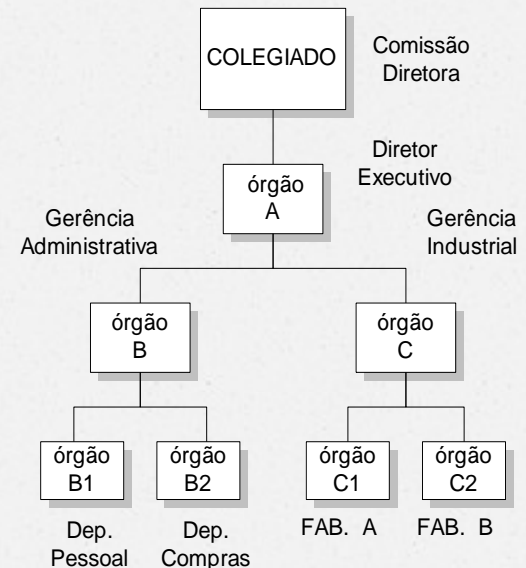 COLEGIADO
Comissão
Diretora
órgão
A
Diretor
Executivo
Gerência
Administrativa
Gerência
Industrial
órgão
B
órgão
C
órgão
B1
órgão
B2
órgão
C1
órgão
C2
Dep.
Pessoal
Dep.
Compras
FAB. A
FAB. B